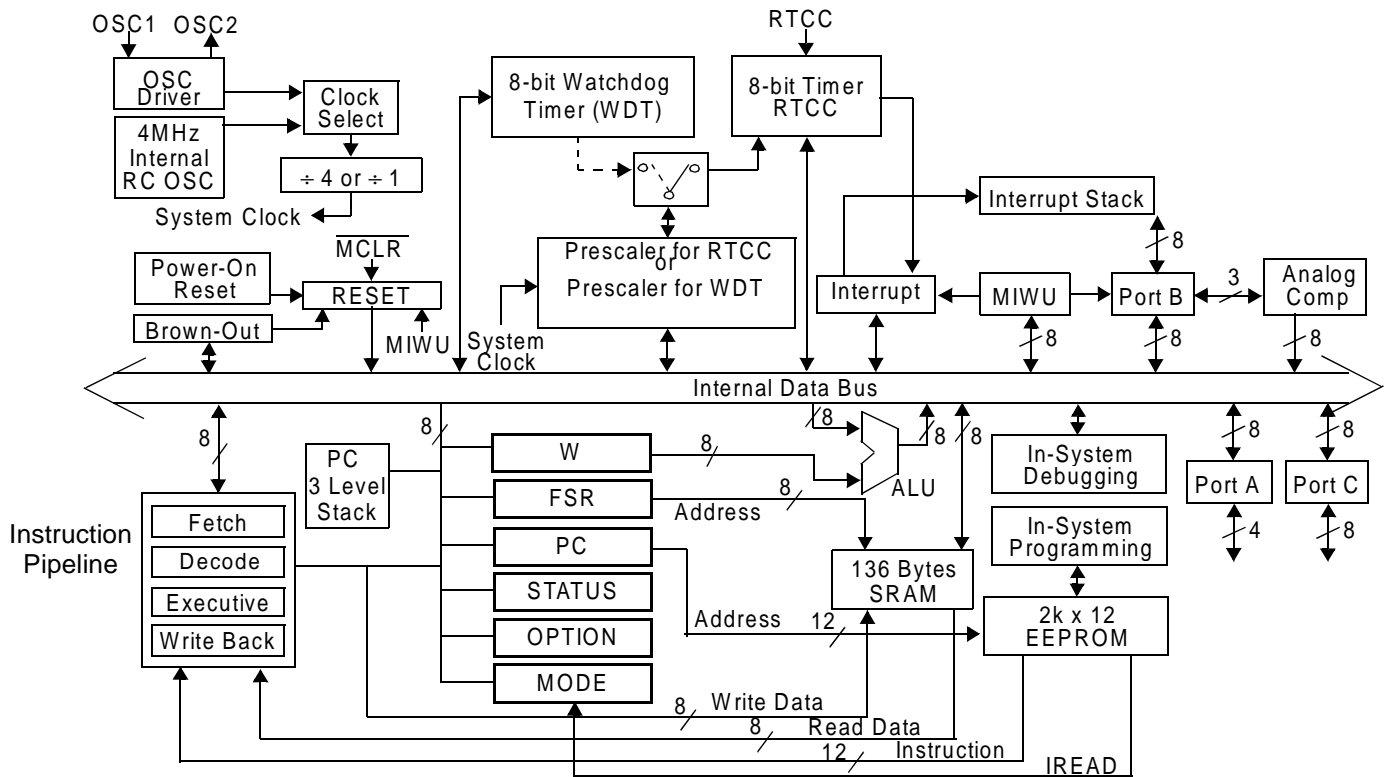 OSC1
OSC2
RTCC
OSC
Driver
Clock
Select
4MHz
Internal
RC OSC
÷ 4 or ÷ 1
System Clock
8-bit Watchdog
Timer (WDT)
8-bit Timer
RTCC
Prescaler for RTCC
or
Prescaler for WDT
System
Clock
MCLR
Power-On
Reset
RESET
Brown-Out
MIWU
Interrupt Stack
8
Interrupt
MIWU
Port B
3
Analog
Comp
8
8
8
Internal Data Bus
8
Instruction
Pipeline
Fetch
Decode
Executive
Write Back
PC
3 Level
Stack
8
W
8
FSR
8
Address
PC
STATUS
OPTION
MODE
Address
12
8
ALU
8
8
136 Bytes
SRAM
In-System
Debugging
In-System
Programming
2k x 12
EEPROM
8
Port A
4
8
Port C
8
8
Write Data
8
Read Data
12
Instruction
IREAD